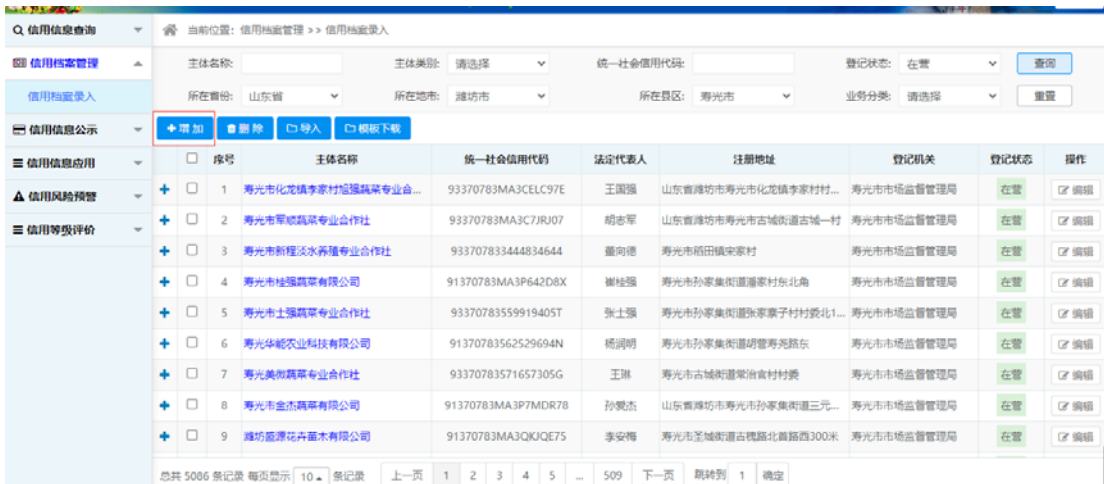 信用信息查询
当前位置：信用档案管理 >> 信用档案录入
信用档案管理
主体名称: 主体类别: 请选择 统一社会信用代码: 登记状态: 在营 查询
信用档案录入
所在省份: 山东省 所在地市: 潍坊市 所在县区: 寿光市 业务分类: 请选择 重置
信用信息公示
增加 删除 导入 模板下载
信用信息应用
序号 主体名称 统一社会信用代码 法定代表人 注册地址 登记机关 登记状态 操作
信用风险预警
1 寿光市化龙镇李家村旭强蔬菜专业合... 93370783MA3CELC97E 王国强 山东省潍坊市寿光市化龙镇李家村村... 寿光市市场监督管理局 在营 编辑
信用等级评价
2 寿光市军顺蔬菜专业合作社 93370783MA3C7JRJ07 胡志军 山东省潍坊市寿光市古城街道古城一村 寿光市市场监督管理局 在营 编辑
3 寿光市新程淡水养殖专业合作社 933707833444834644 董向德 寿光市稻田镇宋家村 寿光市市场监督管理局 在营 编辑
4 寿光市桂强蔬菜有限公司 91370783MA3P642D8X 崔桂强 寿光市孙家集街道潘家村东北角 寿光市市场监督管理局 在营 编辑
5 寿光市士强蔬菜专业合作社 93370783559919405T 张士强 寿光市孙家集街道张家寨子村村委北1... 寿光市市场监督管理局 在营 编辑
6 寿光华能农业科技有限公司 91370783562529694N 杨润明 寿光市孙家集街道胡营寿尧路东 寿光市市场监督管理局 在营 编辑
7 寿光美微蔬菜专业合作社 93370783571657305G 王琳 寿光市古城街道常治官村村委 寿光市市场监督管理局 在营 编辑
8 寿光市金杰蔬菜有限公司 91370783MA3P7MDR78 孙爱杰 山东省潍坊市寿光市孙家集街道三元... 寿光市市场监督管理局 在营 编辑
9 潍坊盛源花卉苗木有限公司 91370783MA3QKJQE75 李安梅 寿光市圣城街道古槐路北首路西300米 寿光市市场监督管理局 在营 编辑
总共 5086 条记录 每页显示 10 条记录 上一页 1 2 3 4 5 ... 509 下一页 跳转到 1 确定